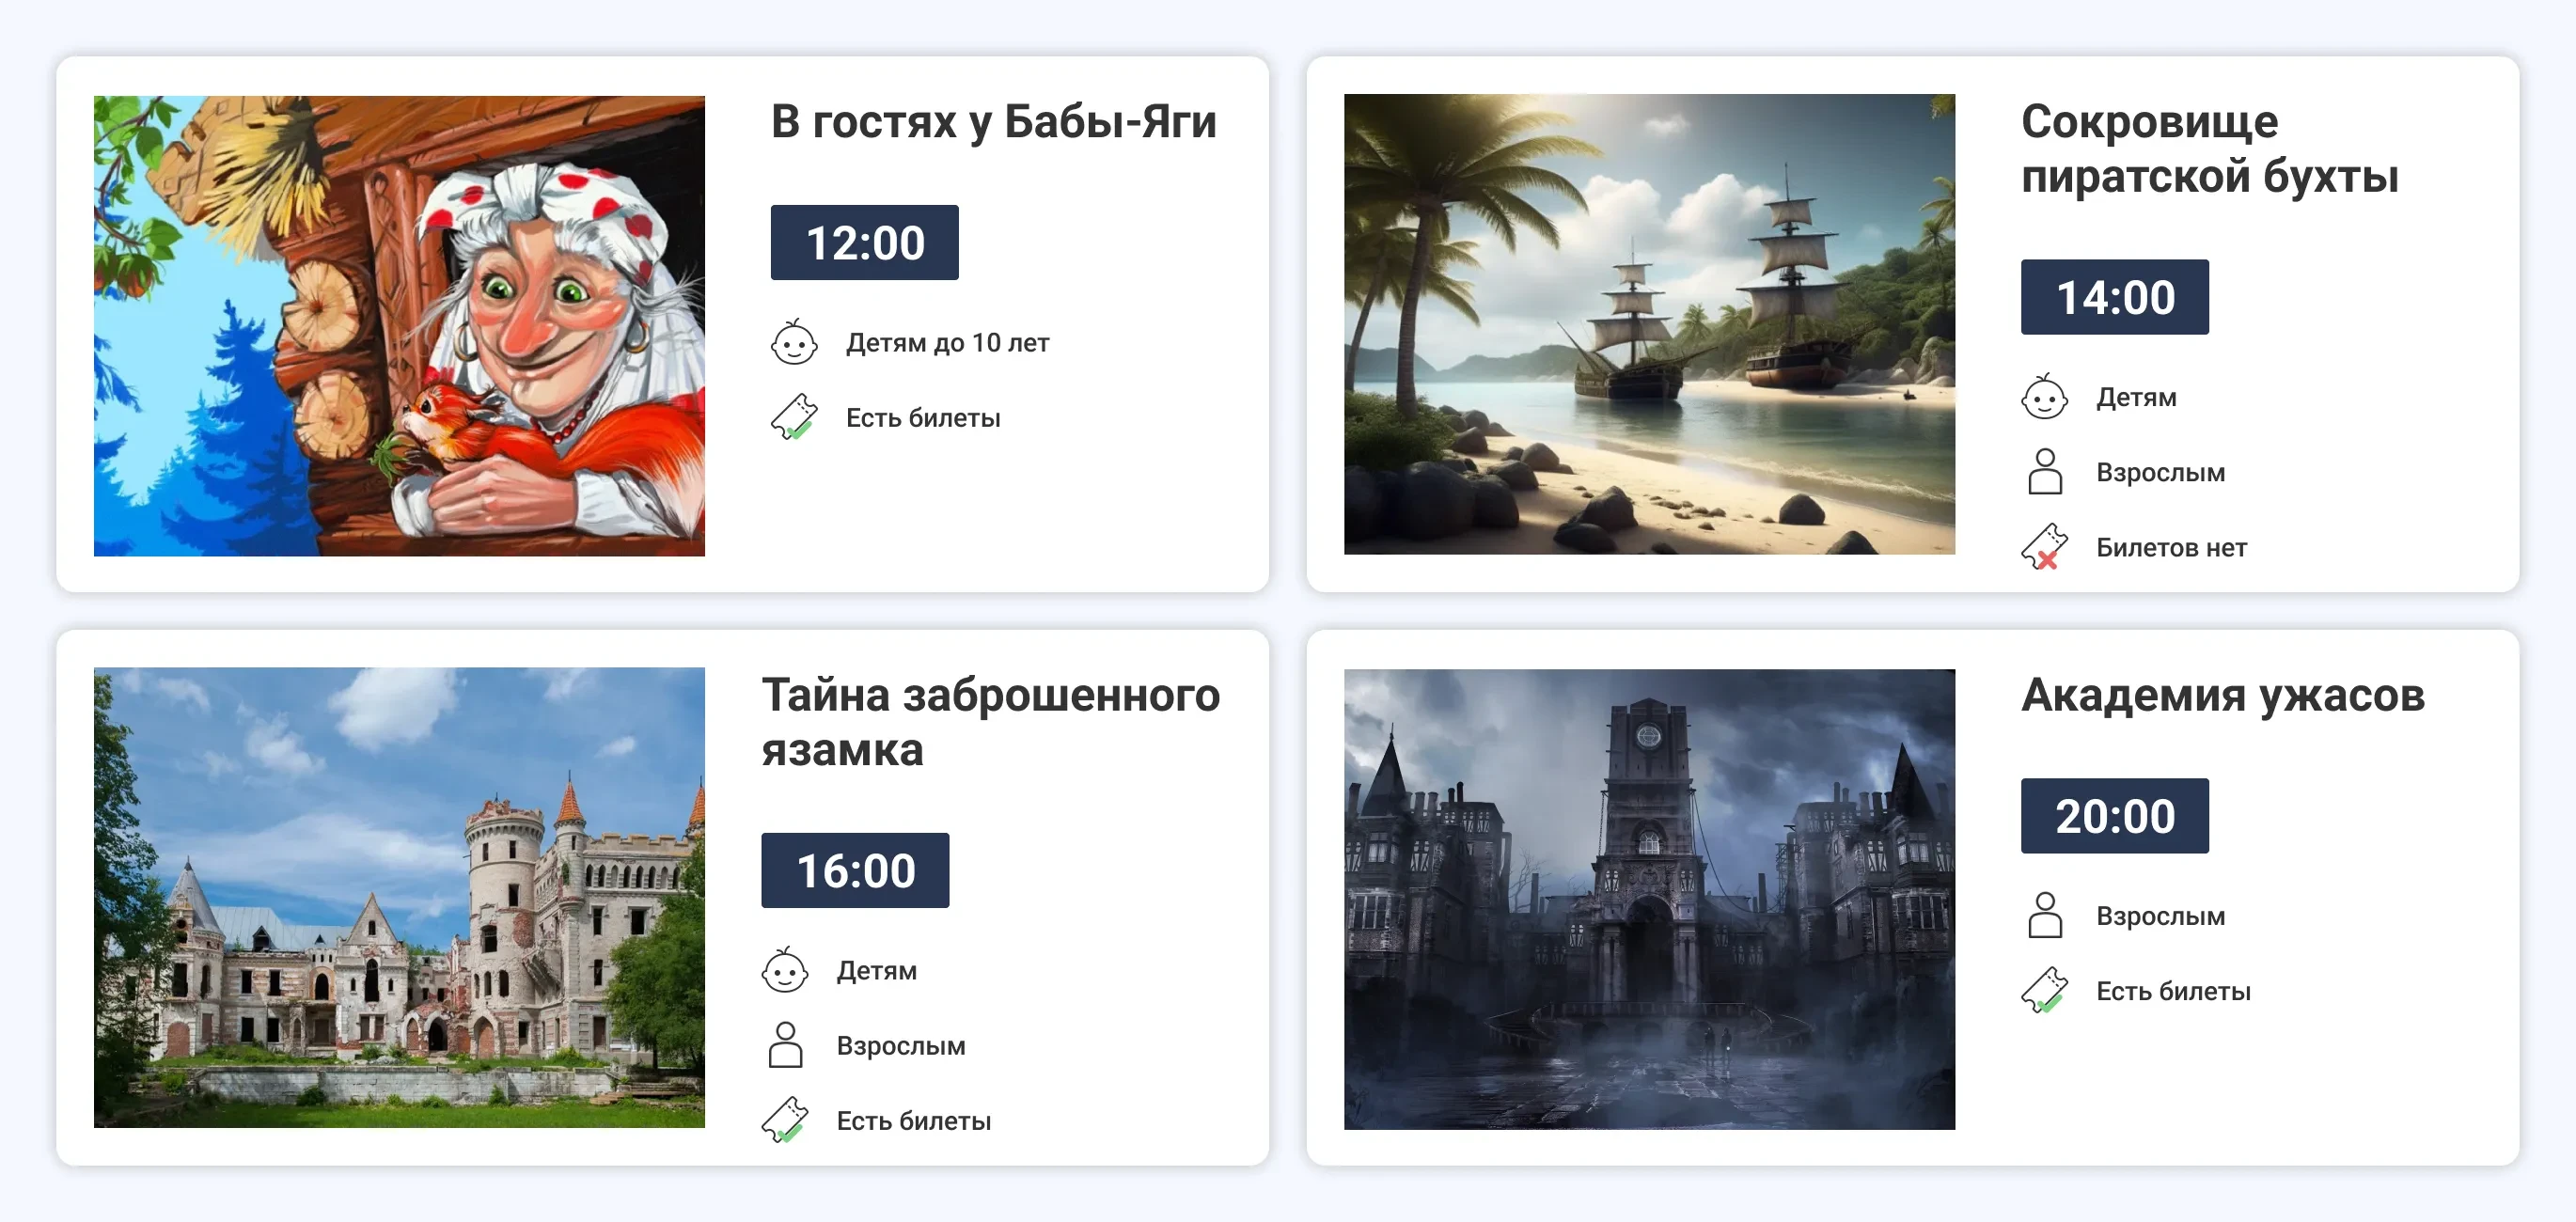 В гостях у Бабы-Яги
12:00
Детям до 10 лет
Есть билеты
Сокровище
пиратской бухты
14:00
Детям
Взрослым
Билетов нет
Тайна заброшенного
язамка
16:00
Детям
Взрослым
Есть билеты
Академия ужасов
20:00
Взрослым
Есть билеты